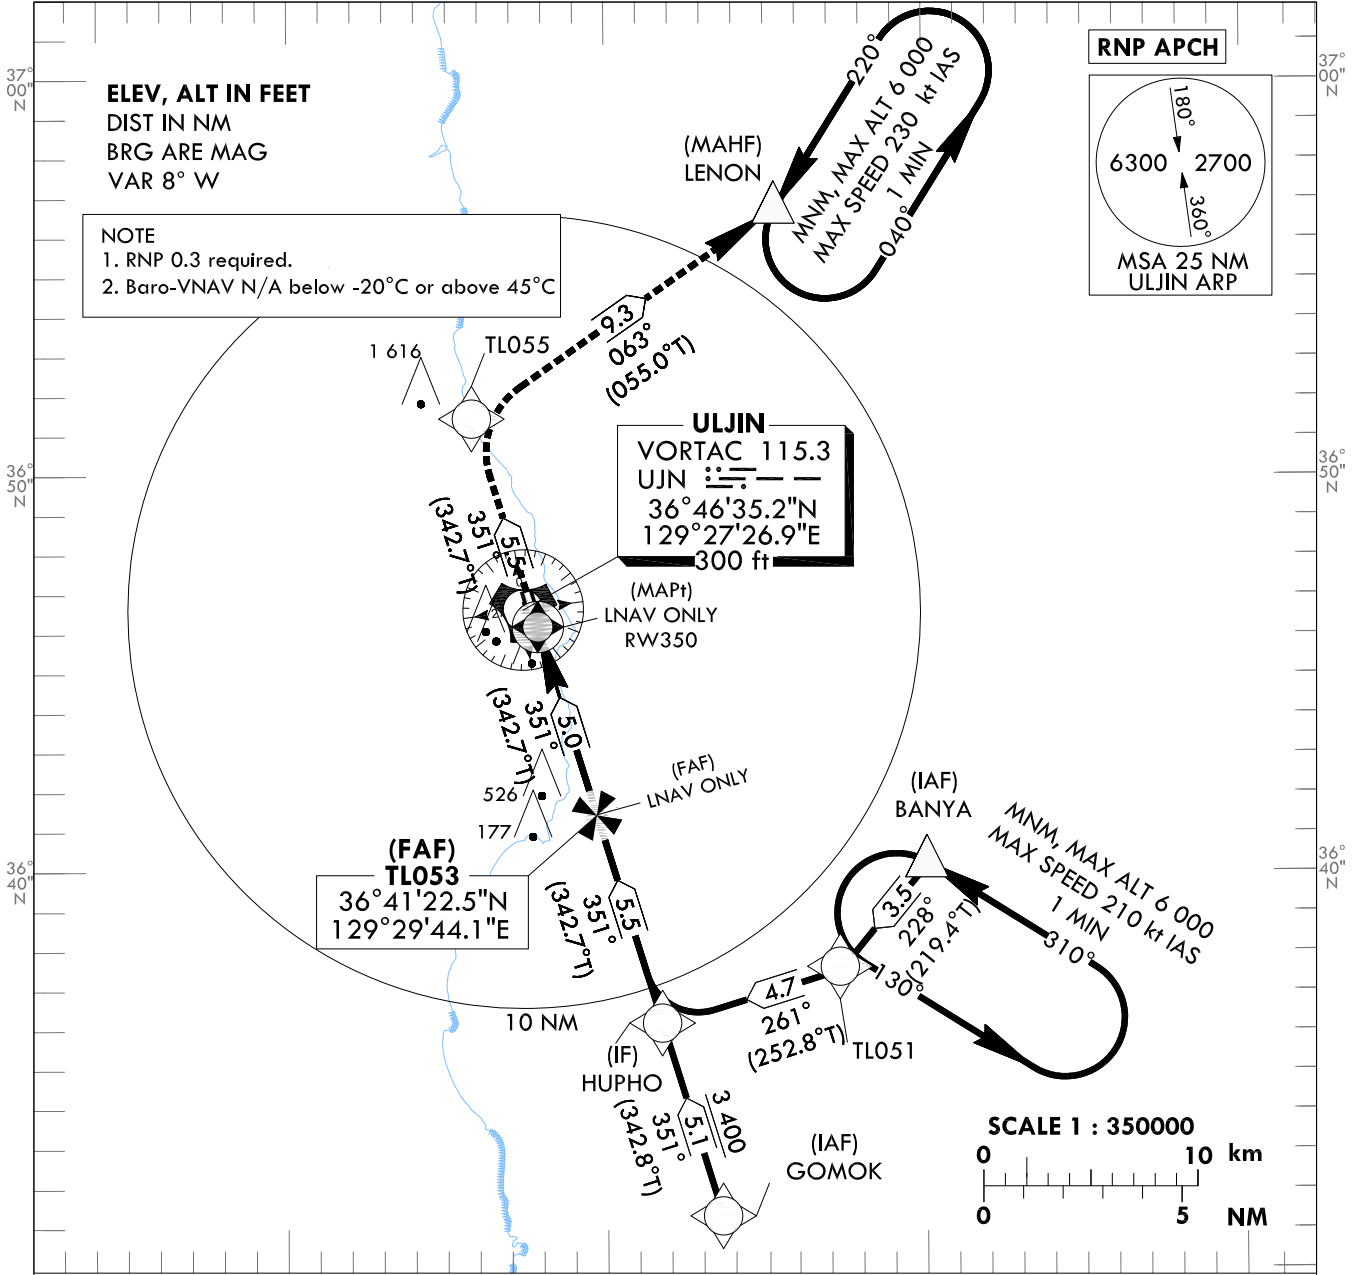 RNP APCH
37°
00"
N
37°
00"
N
ELEV, ALT IN FEET
DIST IN NM
BRG ARE MAG
VAR 8° W
180°
6300 2700
360°
MSA 25 NM
ULJIN ARP
220°
MNM, MAX ALT 6 000
MAX SPEED 230 kt IAS
1 MIN
040°
(MAHF)
LENON
NOTE
1. RNP 0.3 required.
2. Baro-VNAV N/A below -20°C or above 45°C
9.3
063°
(055.0°T)
1 616
TL055
ULJIN
VORTAC 115.3
UJN
36°46'35.2"N
129°27'26.9"E
300 ft
36°
50"
N
36°
50"
N
5.5
351°
(342.7°T)
(MAPt)
LNAV ONLY
RW350
5.0
351°
(342.7°T)
(FAF)
LNAV ONLY
526
177
(FAF)
TL053
36°41'22.5"N
129°29'44.1"E
36°
40"
N
36°
40"
N
(IAF)
BANYA
MNM, MAX ALT 6 000
MAX SPEED 210 kt IAS
1 MIN
310°
130°
3.5
228°
(219.4°T)
5.5
351°
(342.7°T)
4.7
261°
(252.8°T)
TL051
10 NM
(IF)
HUPHO
3 400
5.1
351°
(342.8°T)
(IAF)
GOMOK
SCALE 1 : 350000
0 10 km
0 5 NM